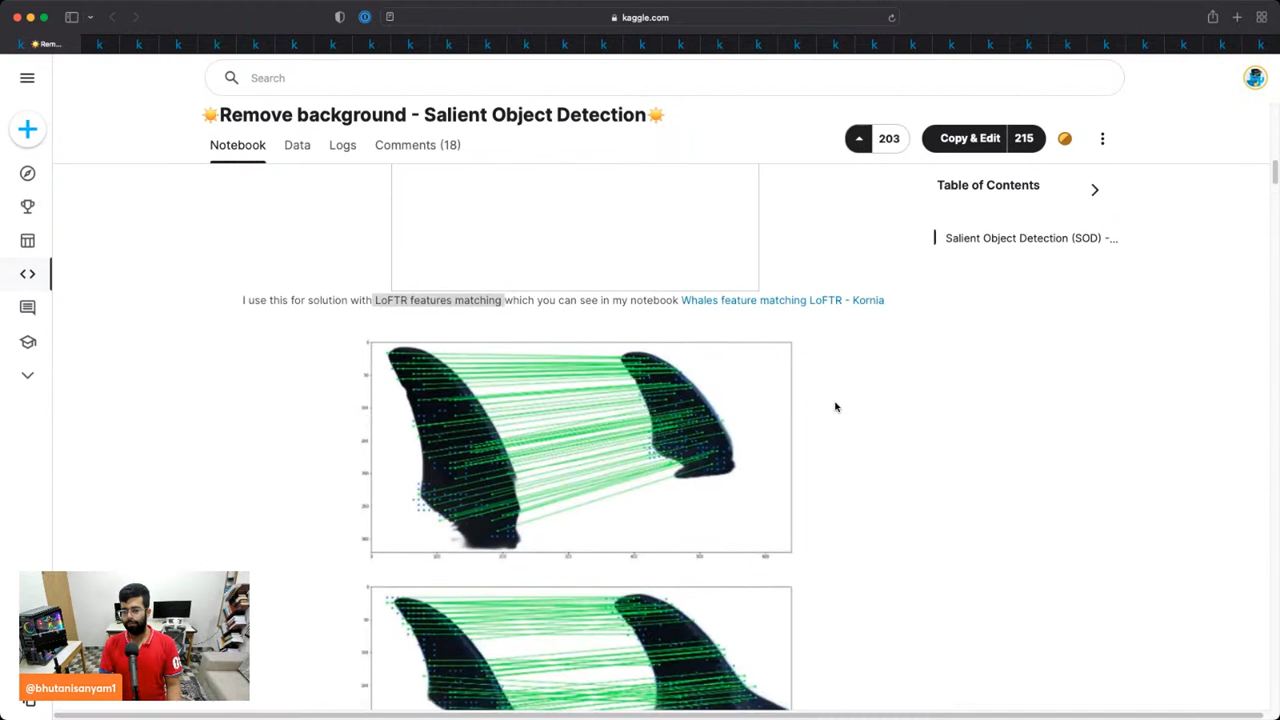 kaggle.com
Rem...
Search
Remove background - Salient Object Detection
Notebook
Data
Logs
Comments (18)
203
Copy & Edit
215
Table of Contents
Salient Object Detection (SOD) -...
I use this for solution with LoFTR features matching which you can see in my notebook Whales feature matching LoFTR - Kornia
@bhutanisanyam1